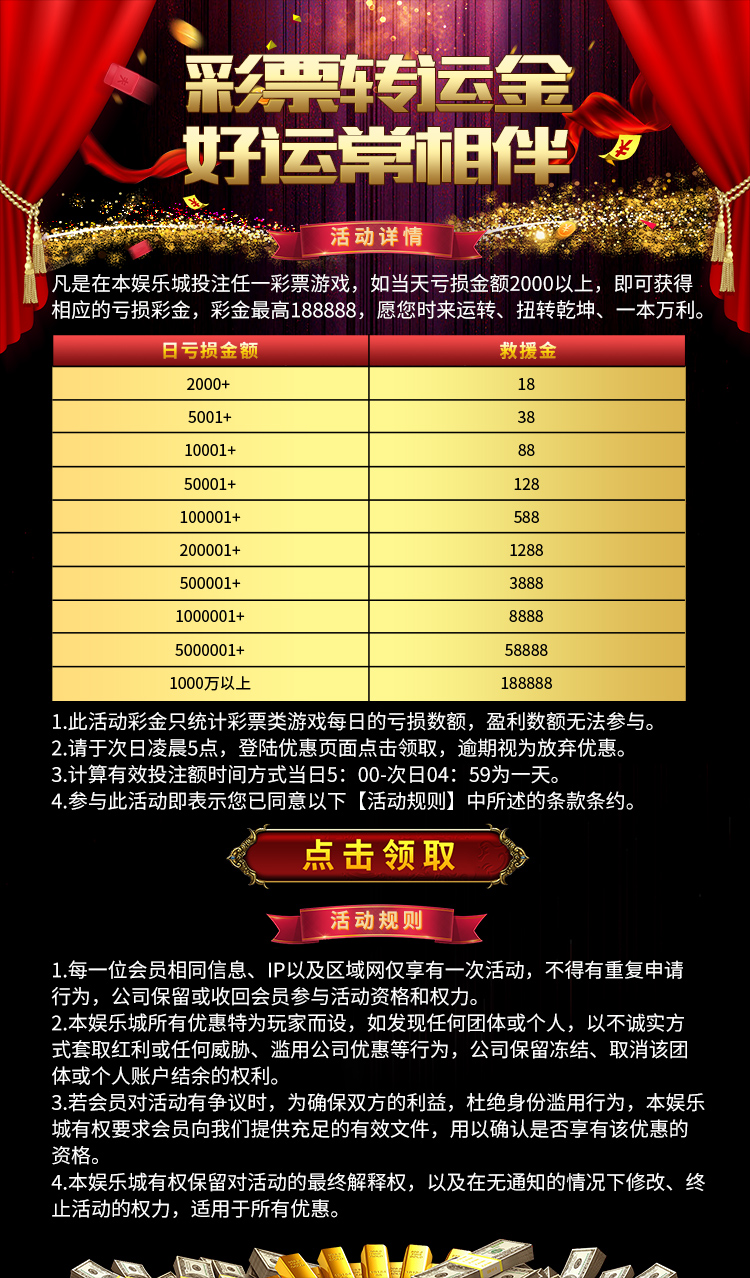 彩票转运金
好运常相伴
活动详情
凡是在本娱乐城投注任一彩票游戏，如当天亏损金额2000以上，即可获得
相应的亏损彩金，彩金最高188888，愿您时来运转、扭转乾坤、一本万利。
日亏损金额 救援金
2000+ 18
5001+ 38
10001+ 88
50001+ 128
100001+ 588
200001+ 1288
500001+ 3888
1000001+ 8888
5000001+ 58888
1000万以上 188888
1.此活动彩金只统计彩票类游戏每日的亏损数额，盈利数额无法参与。
2.请于次日凌晨5点，登陆优惠页面点击领取，逾期视为放弃优惠。
3.计算有效投注额时间方式当日5：00-次日04：59为一天。
4.参与此活动即表示您已同意以下【活动规则】中所述的条款条约。
点击领取
活动规则
1.每一位会员相同信息、IP以及区域网仅享有一次活动，不得有重复申请
行为，公司保留或收回会员参与活动资格和权力。
2.本娱乐城所有优惠特为玩家而设，如发现任何团体或个人，以不诚实方
式套取红利或任何威胁、滥用公司优惠等行为，公司保留冻结、取消该团
体或个人账户结余的权利。
3.若会员对活动有争议时，为确保双方的利益，杜绝身份滥用行为，本娱乐
城有权要求会员向我们提供充足的有效文件，用以确认是否享有该优惠的
资格。
4.本娱乐城有权保留对活动的最终解释权，以及在无通知的情况下修改、终
止活动的权力，适用于所有优惠。